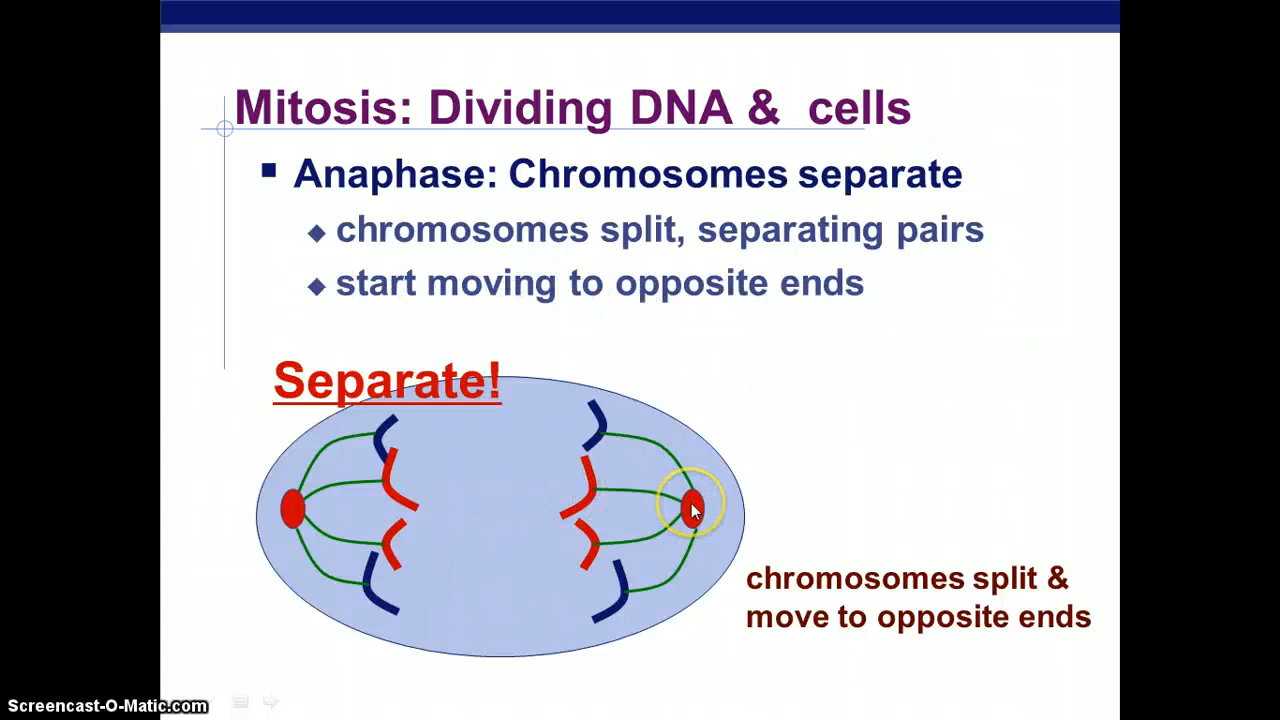 Mitosis: Dividing DNA & cells
Anaphase: Chromosomes separate
chromosomes split, separating pairs
start moving to opposite ends
Separate!
chromosomes split &
move to opposite ends
Screencast-O-Matic.com